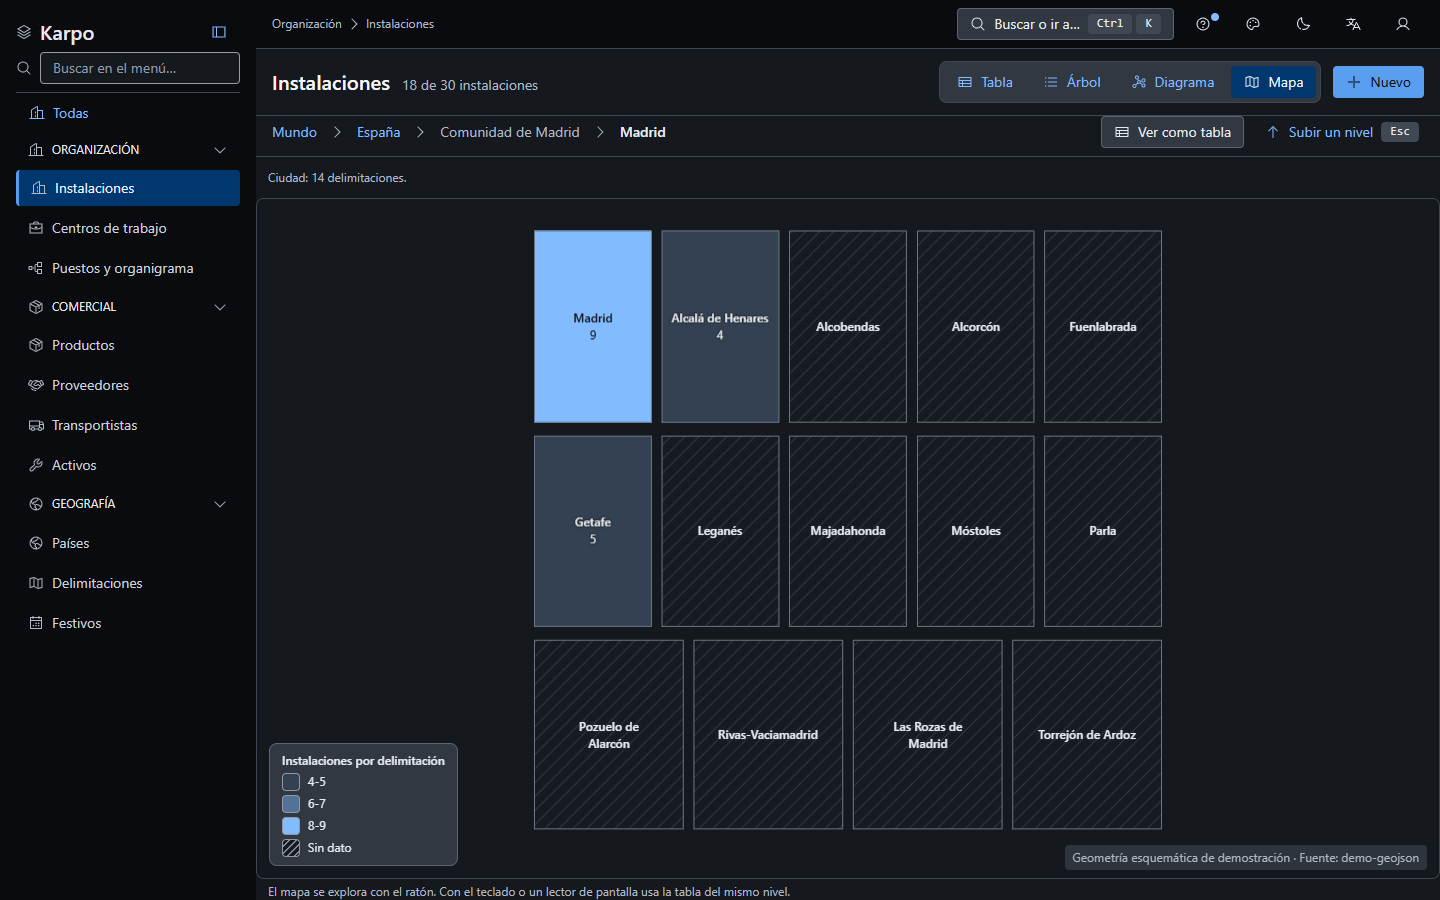 Karpo
Buscar en el menú...
Todas
ORGANIZACIÓN
Instalaciones
Centros de trabajo
Puestos y organigrama
COMERCIAL
Productos
Proveedores
Transportistas
Activos
GEOGRAFÍA
Países
Delimitaciones
Festivos
Organización > Instalaciones
Buscar o ir a... Ctrl K
Instalaciones 18 de 30 instalaciones
Tabla Árbol Diagrama Mapa
Nuevo
Mundo > España > Comunidad de Madrid > Madrid
Ver como tabla
Subir un nivel Esc
Ciudad: 14 delimitaciones.
Madrid
9
Alcalá de Henares
4
Alcobendas
Alcorcón
Fuenlabrada
Getafe
5
Leganés
Majadahonda
Móstoles
Parla
Pozuelo de
Alarcón
Rivas-Vaciamadrid
Las Rozas de
Madrid
Torrejón de Ardoz
Instalaciones por delimitación
4-5
6-7
8-9
Sin dato
Geometría esquemática de demostración · Fuente: demo-geojson
El mapa se explora con el ratón. Con el teclado o un lector de pantalla usa la tabla del mismo nivel.